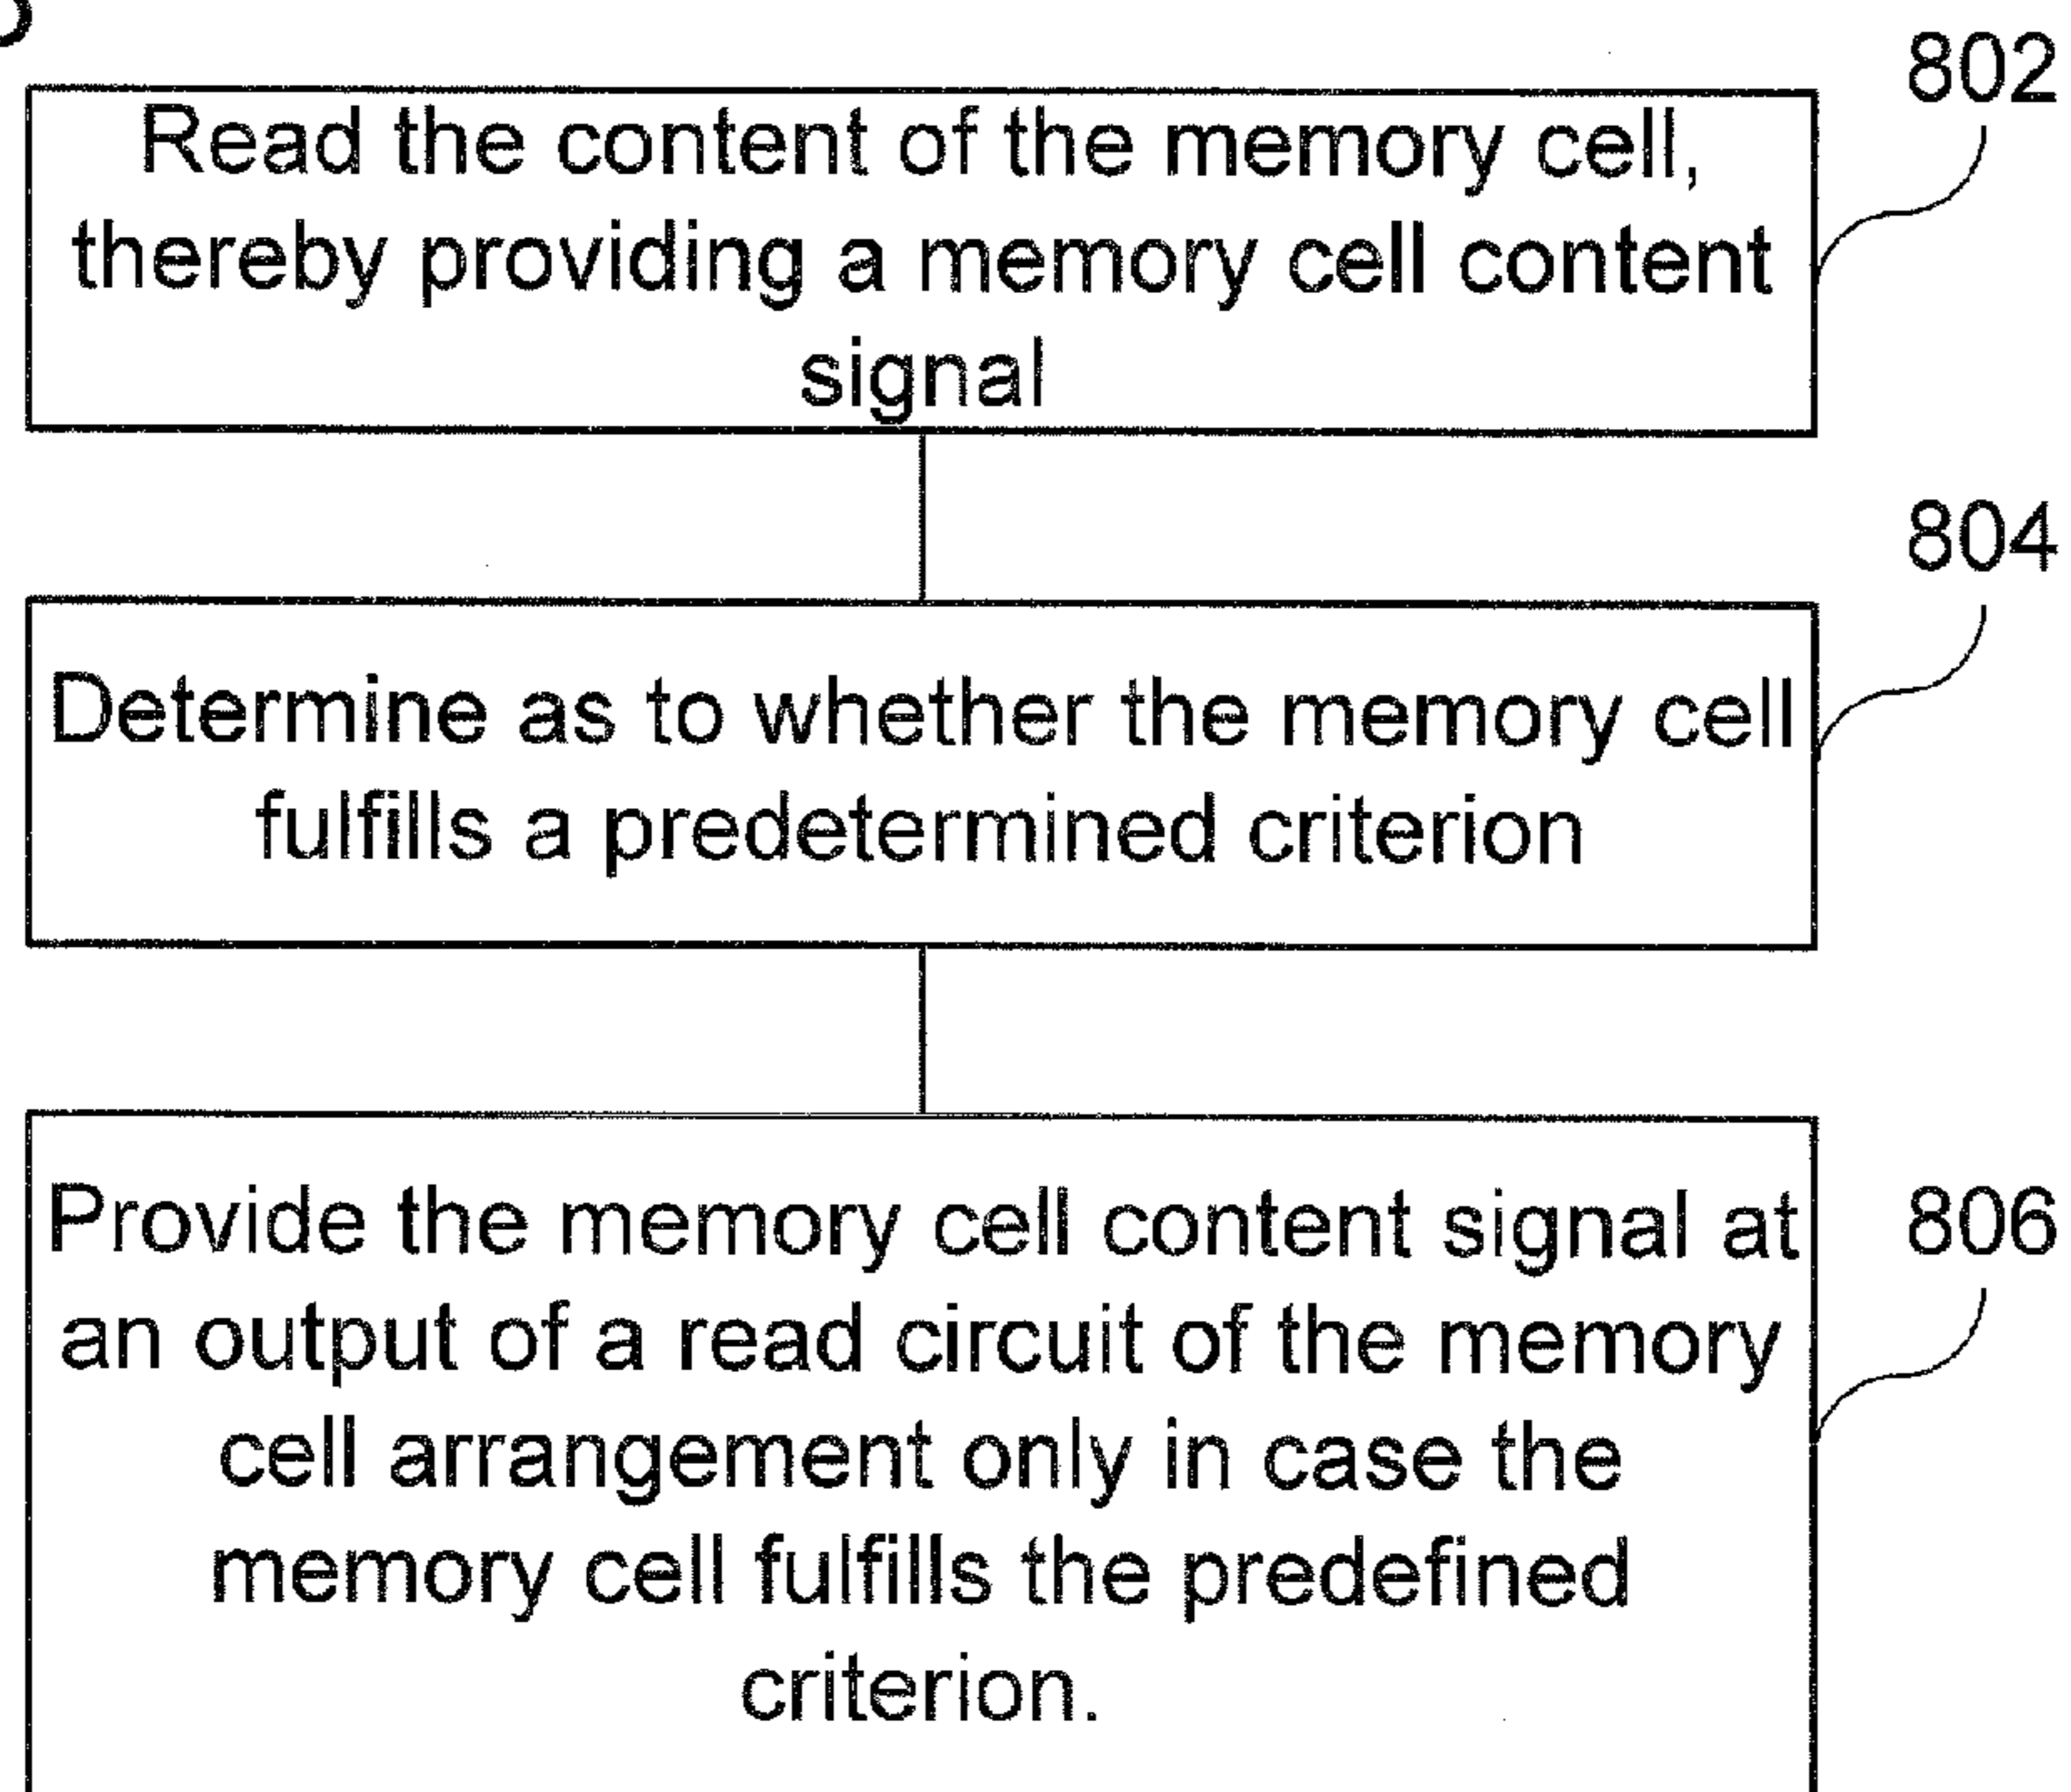 802
Read the content of the memory cell,
thereby providing a memory cell content
signal
804
Determine as to whether the memory cell
fulfills a predetermined criterion
806
Provide the memory cell content signal at
an output of a read circuit of the memory
cell arrangement only in case the
memory cell fulfills the predefined
criterion.